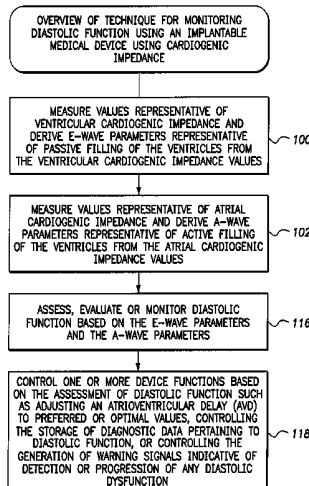 OVERVIEW OF TECHNIQUE FOR MONITORING
DIASTOLIC FUNCTION USING AN IMPLANTABLE
MEDICAL DEVICE USING CARDIOGENIC
IMPEDANCE
MEASURE VALUES REPRESENTATIVE OF
VENTRICULAR CARDIOGENIC IMPEDANCE AND
DERIVE E-WAVE PARAMETERS REPRESENTATIVE
OF PASSIVE FILLING OF THE VENTRICLES FROM
THE VENTRICULAR CARDIOGENIC IMPEDANCE VALUES
100
MEASURE VALUES REPRESENTATIVE OF ATRIAL
CARDIOGENIC IMPEDANCE AND DERIVE A-WAVE
PARAMETERS REPRESENTATIVE OF ACTIVE FILLING
OF THE VENTRICLES FROM THE ATRIAL CARDIOGENIC
IMPEDANCE VALUES
102
ASSESS, EVALUATE OR MONITOR DIASTOLIC
FUNCTION BASED ON THE E-WAVE PARAMETERS
AND THE A-WAVE PARAMETERS
116
CONTROL ONE OR MORE DEVICE FUNCTIONS BASED
ON THE ASSESSMENT OF DIASTOLIC FUNCTION SUCH
AS ADJUSTING AN ATRIOVENTRICULAR DELAY (AVD)
TO PREFERRED OR OPTIMAL VALUES, CONTROLLING
THE STORAGE OF DIAGNOSTIC DATA PERTAINING TO
DIASTOLIC FUNCTION, OR CONTROLLING THE
GENERATION OF WARNING SIGNALS INDICATIVE OF
DETECTION OR PROGRESSION OF ANY DIASTOLIC
DYSFUNCTION
118